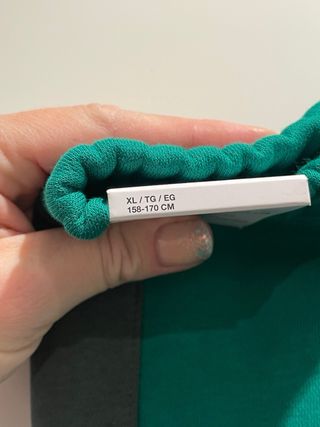 XL / TG / EG
158-170 CM